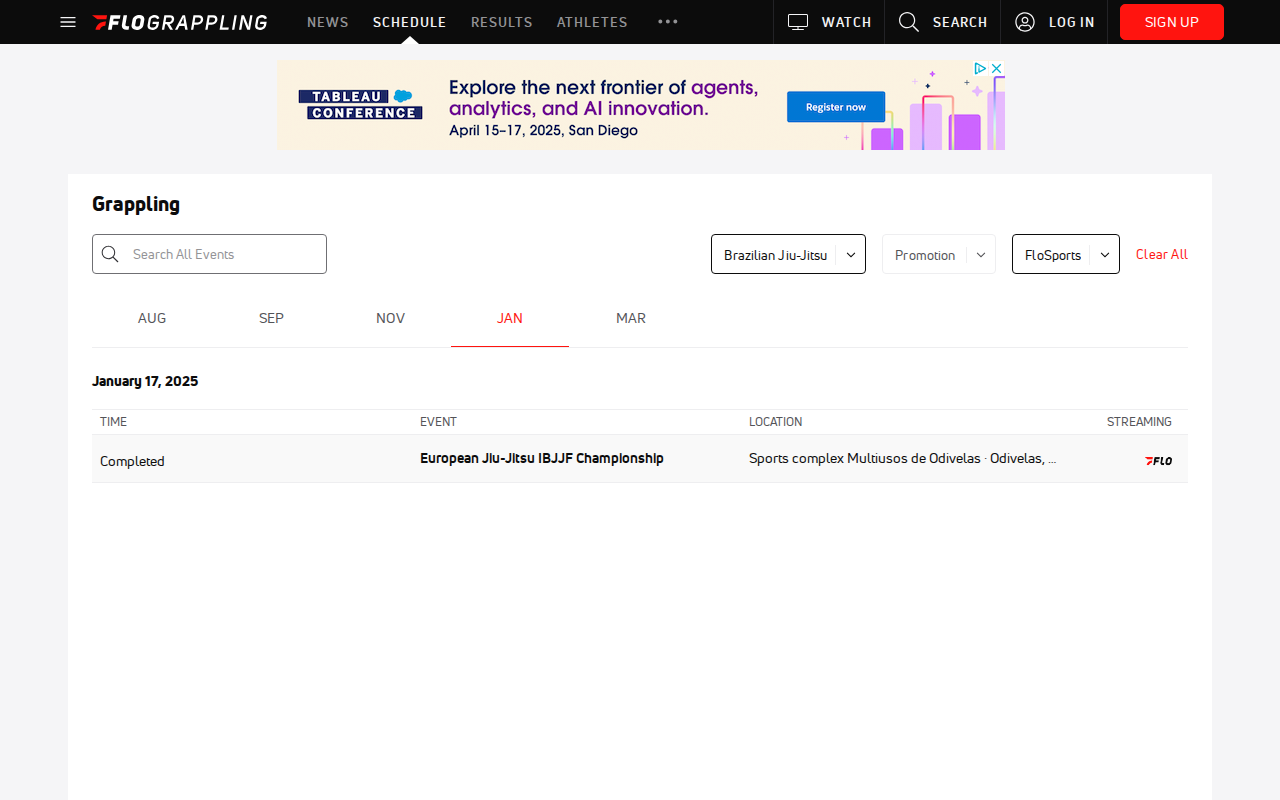 FLOGRAPPLING NEWS SCHEDULE RESULTS ATHLETES ••• WATCH SEARCH LOG IN SIGN UP
TABLEAU
CONFERENCE
Explore the next frontier of agents,
analytics, and AI innovation.
April 15–17, 2025, San Diego
Register now
Grappling
Search All Events Brazilian Jiu-Jitsu Promotion FloSports Clear All
AUG SEP NOV JAN MAR
January 17, 2025
TIME EVENT LOCATION STREAMING
Completed European Jiu-Jitsu IBJJF Championship Sports complex Multiusos de Odivelas · Odivelas, ... FLO